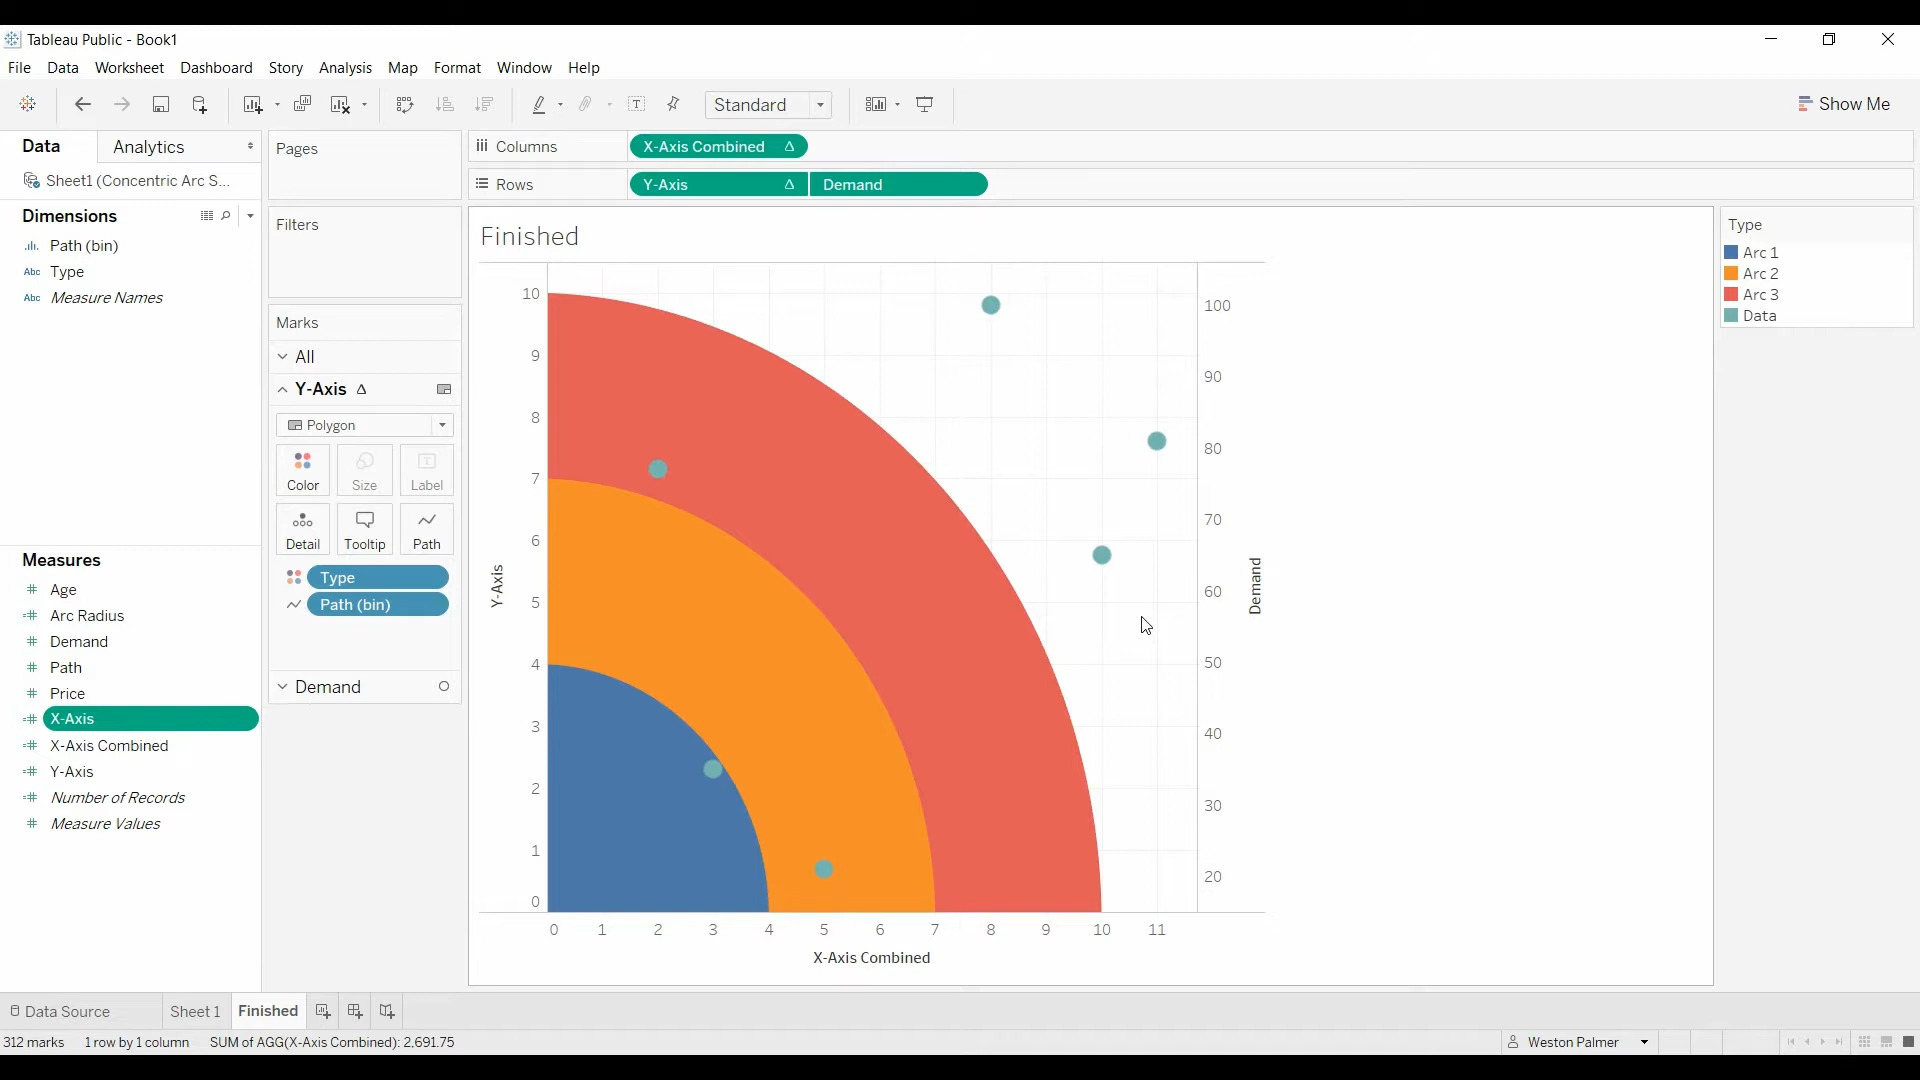 Tableau Public - Book1
File Data Worksheet Dashboard Story Analysis Map Format Window Help
Standard
Show Me
Data Analytics
Sheet1 (Concentric Arc S...
Dimensions
Path (bin)
Abc Type
Abc Measure Names
Measures
Age
Arc Radius
Demand
Path
Price
X-Axis
X-Axis Combined
Y-Axis
Number of Records
Measure Values
Pages
Filters
Marks
All
Y-Axis Δ
Polygon
Color Size Label
Detail Tooltip Path
Type
Path (bin)
Demand
Columns X-Axis Combined Δ
Rows Y-Axis Δ Demand
Finished
10
9
8
7
6
5
4
3
2
1
0
Y-Axis
100
90
80
70
60
50
40
30
20
Demand
0 1 2 3 4 5 6 7 8 9 10 11
X-Axis Combined
Type
Arc 1
Arc 2
Arc 3
Data
Data Source Sheet 1 Finished
312 marks 1 row by 1 column SUM of AGG(X-Axis Combined): 2,691.75
Weston Palmer